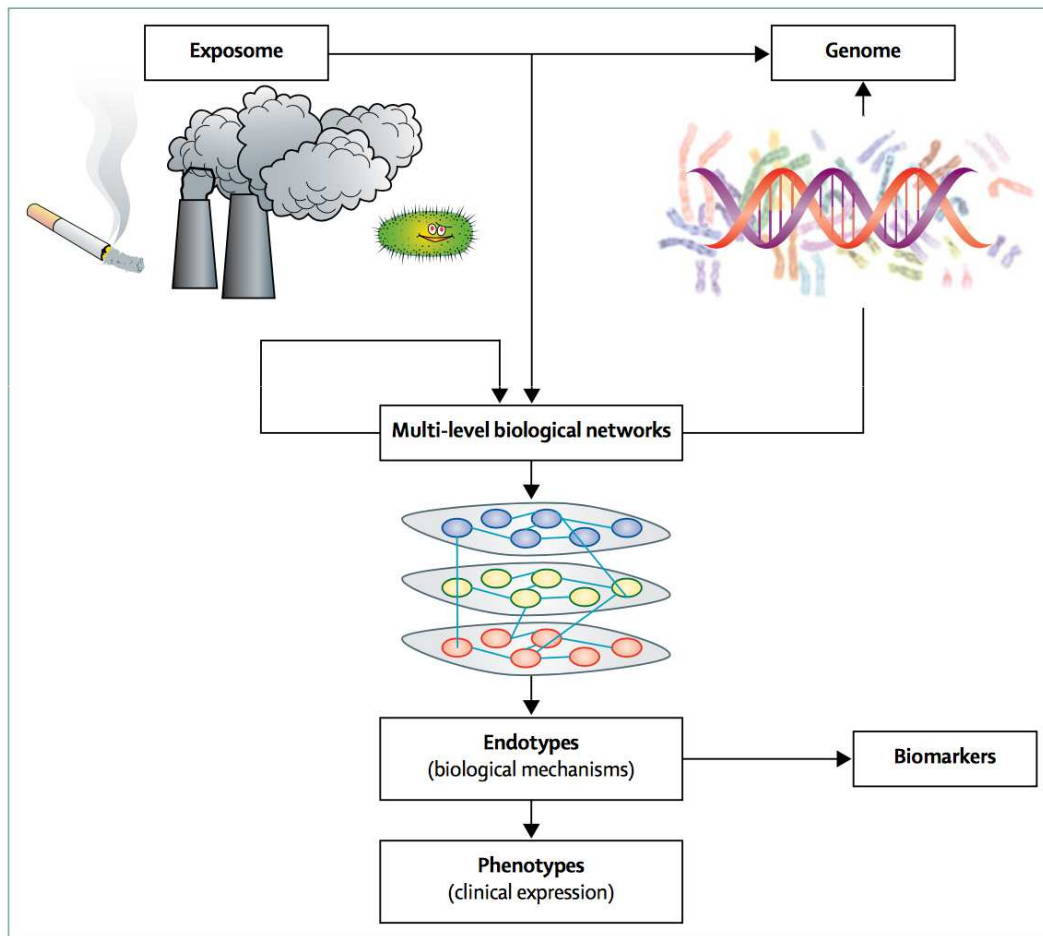 Exposome
Genome
Multi-level biological networks
Endotypes
(biological mechanisms)
Biomarkers
Phenotypes
(clinical expression)